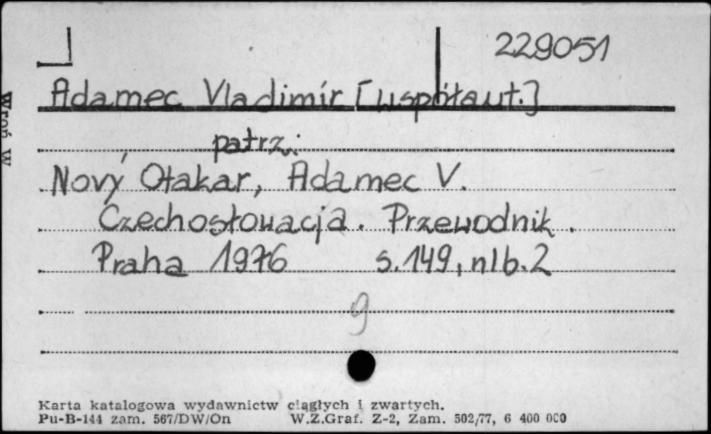 229051
Adamec Vladimir [współaut.]
patrz:
Nový Otakar, Adamec V.
Czechosłowacja. Przewodnik.
Praha 1976 s. 149, nlb. 2
9
Karta katalogowa wydawnictw ciągłych i zwartych.
Pu-B-144 zam. 567/DW/On W.Z.Graf. Z-2, Zam. 502/77, 6 400 000